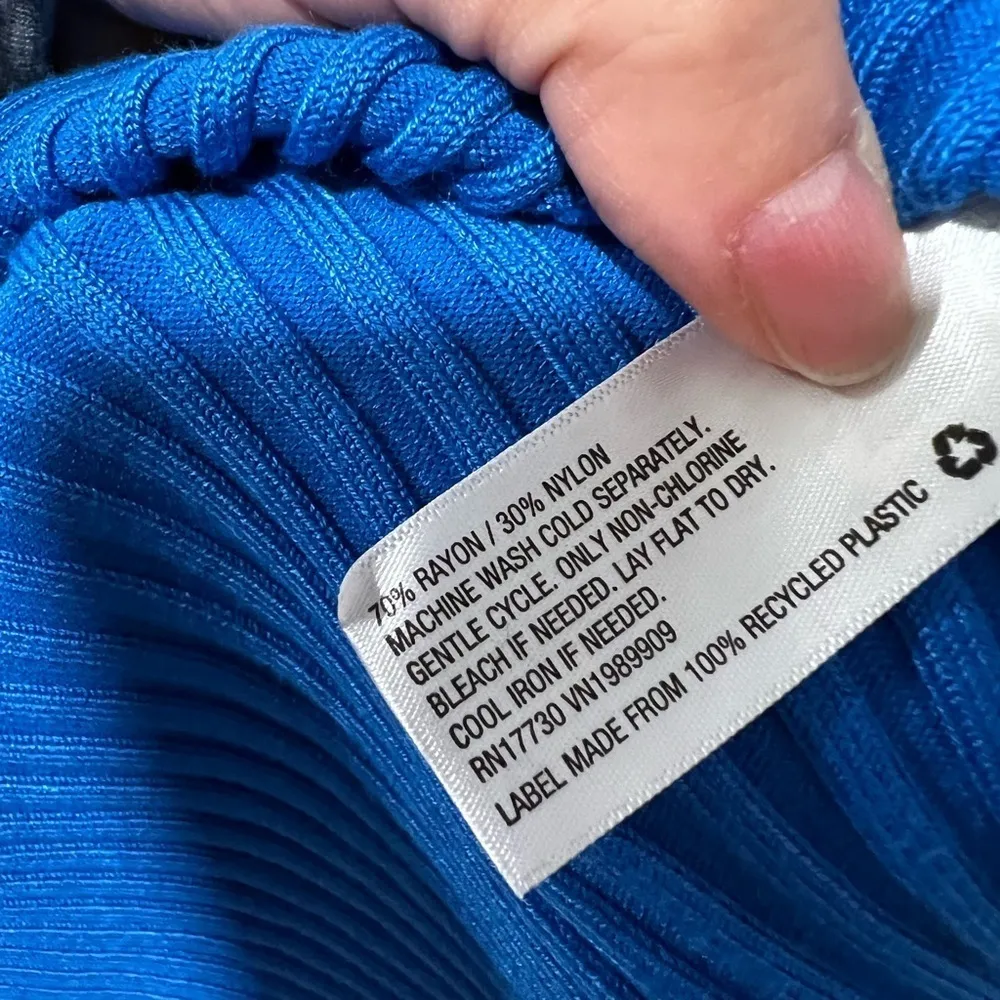 70% RAYON / 30% NYLON
MACHINE WASH COLD SEPARATELY.
GENTLE CYCLE. ONLY NON-CHLORINE
BLEACH IF NEEDED. LAY FLAT TO DRY.
COOL IRON IF NEEDED.
RN17730 VN1989909
LABEL MADE FROM 100% RECYCLED PLASTIC